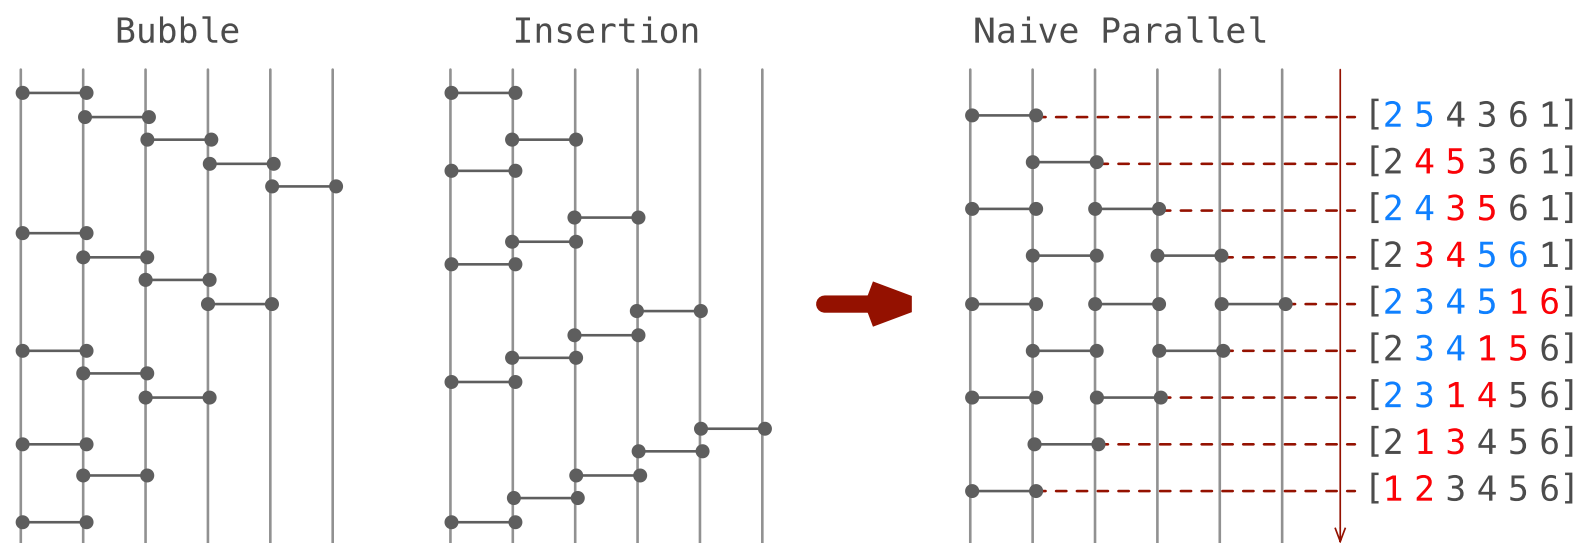 Bubble
Insertion
Naive Parallel
[2 5 4 3 6 1]
[2 4 5 3 6 1]
[2 4 3 5 6 1]
[2 3 4 5 6 1]
[2 3 4 5 1 6]
[2 3 4 1 5 6]
[2 3 1 4 5 6]
[2 1 3 4 5 6]
[1 2 3 4 5 6]